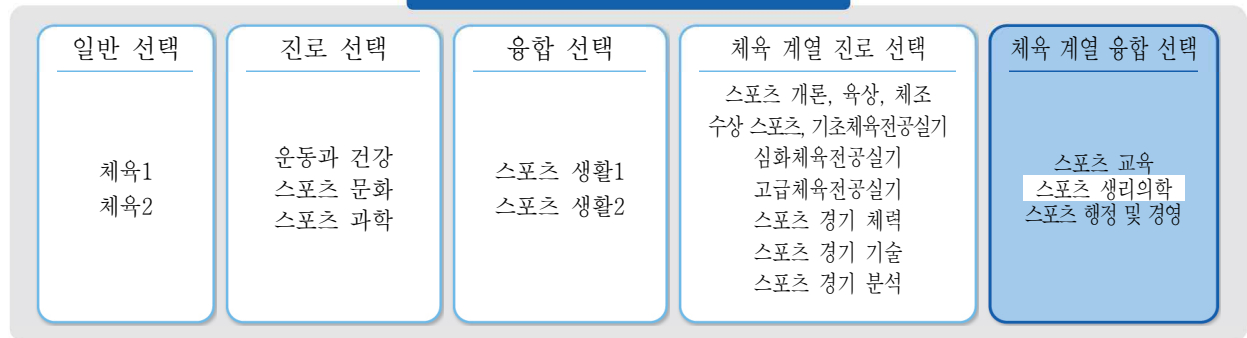 일반 선택
체육1
체육2
진로 선택
운동과 건강
스포츠 문화
스포츠 과학
융합 선택
스포츠 생활1
스포츠 생활2
체육 계열 진로 선택
스포츠 개론, 육상, 체조
수상 스포츠, 기초체육전공실기
심화체육전공실기
고급체육전공실기
스포츠 경기 체력
스포츠 경기 기술
스포츠 경기 분석
체육 계열 융합 선택
스포츠 교육
스포츠 생리의학
스포츠 행정 및 경영